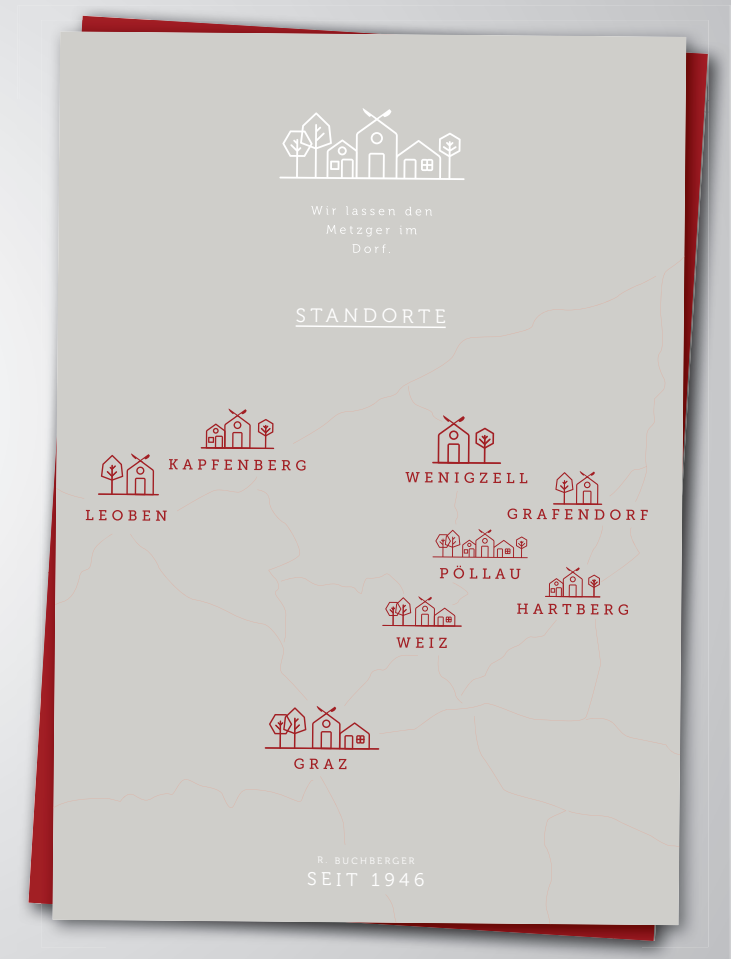 Wir lassen den
Metzger im
Dorf.
STANDORTE
KAPFENBERG
LEOBEN
WENIGZELL
GRAFENDORF
PÖLLAU
HARTBERG
WEIZ
GRAZ
R. BUCHBERGER
SEIT 1946